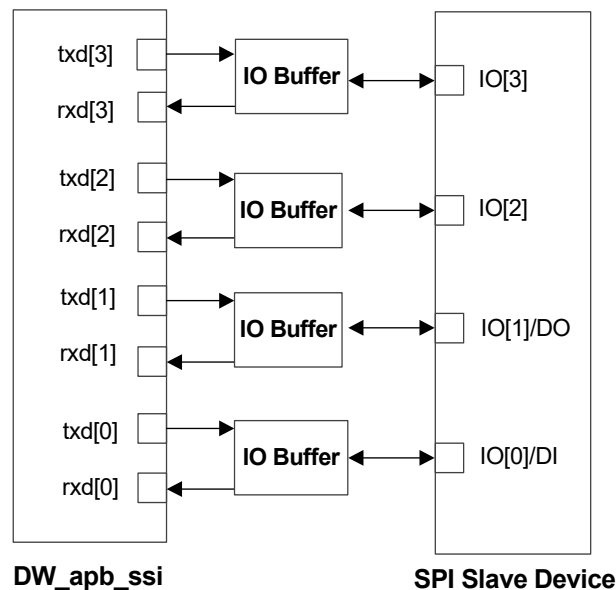 txd[3]
IO Buffer
IO[3]
rxd[3]
txd[2]
IO Buffer
IO[2]
rxd[2]
txd[1]
IO Buffer
IO[1]/DO
rxd[1]
txd[0]
IO Buffer
IO[0]/DI
rxd[0]
DW_apb_ssi
SPI Slave Device